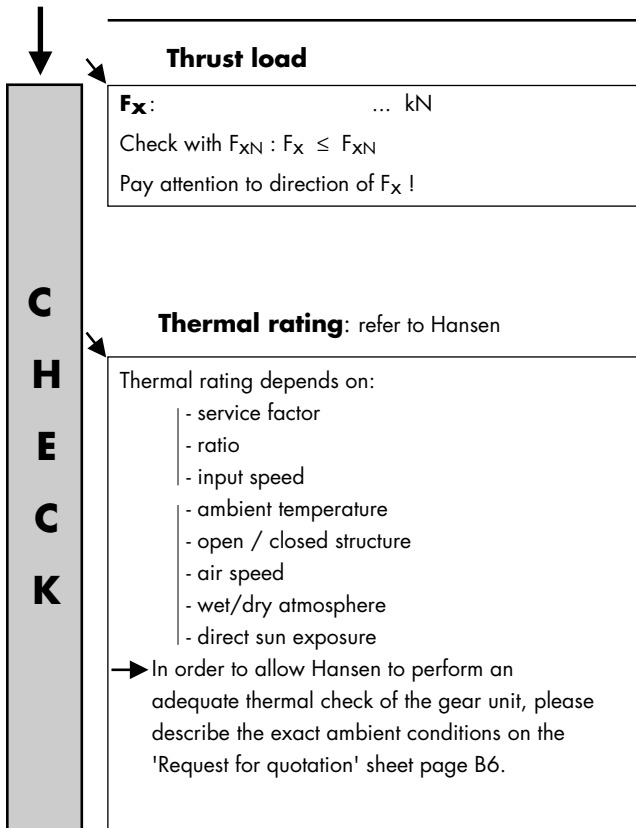 Thrust load
Fx: ... kN
Check with FxN : Fx ≤ FxN
Pay attention to direction of Fx !
C
H
E
C
K
Thermal rating: refer to Hansen
Thermal rating depends on:
- service factor
- ratio
- input speed
- ambient temperature
- open / closed structure
- air speed
- wet/dry atmosphere
- direct sun exposure
In order to allow Hansen to perform an
adequate thermal check of the gear unit, please
describe the exact ambient conditions on the
'Request for quotation' sheet page B6.